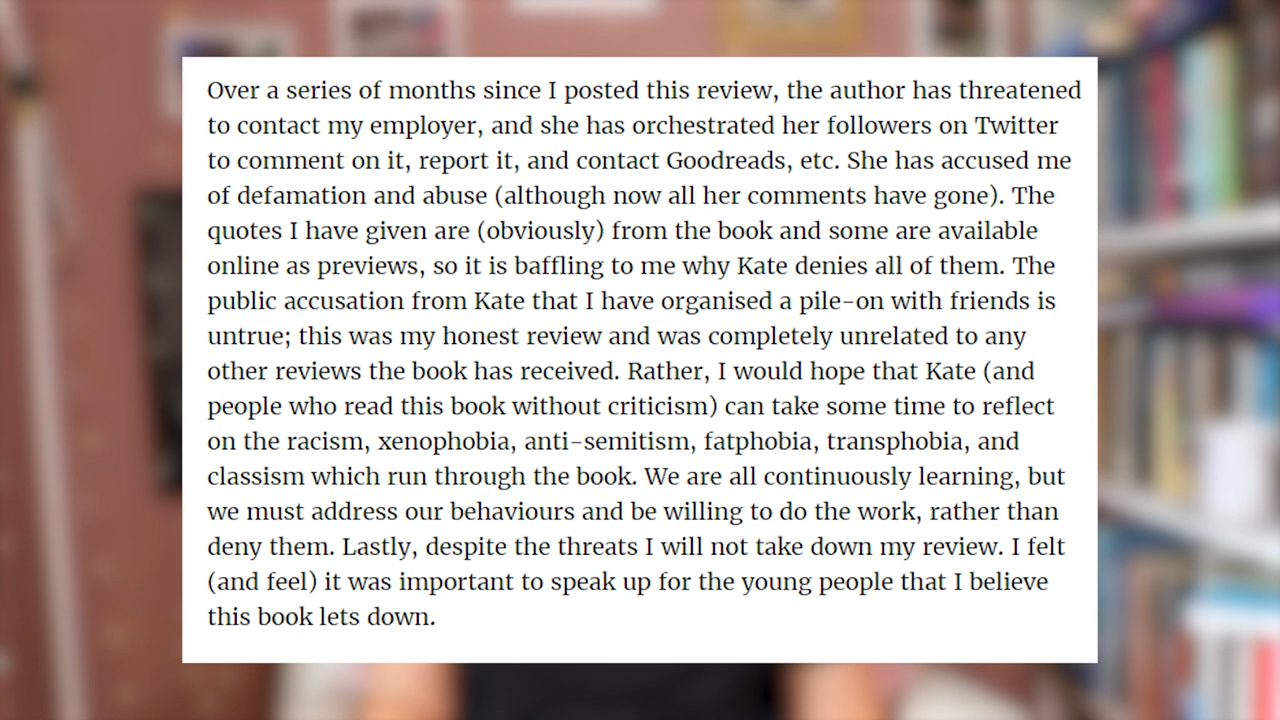 Over a series of months since I posted this review, the author has threatened
to contact my employer, and she has orchestrated her followers on Twitter
to comment on it, report it, and contact Goodreads, etc. She has accused me
of defamation and abuse (although now all her comments have gone). The
quotes I have given are (obviously) from the book and some are available
online as previews, so it is baffling to me why Kate denies all of them. The
public accusation from Kate that I have organised a pile-on with friends is
untrue; this was my honest review and was completely unrelated to any
other reviews the book has received. Rather, I would hope that Kate (and
people who read this book without criticism) can take some time to reflect
on the racism, xenophobia, anti-semitism, fatphobia, transphobia, and
classism which run through the book. We are all continuously learning, but
we must address our behaviours and be willing to do the work, rather than
deny them. Lastly, despite the threats I will not take down my review. I felt
(and feel) it was important to speak up for the young people that I believe
this book lets down.